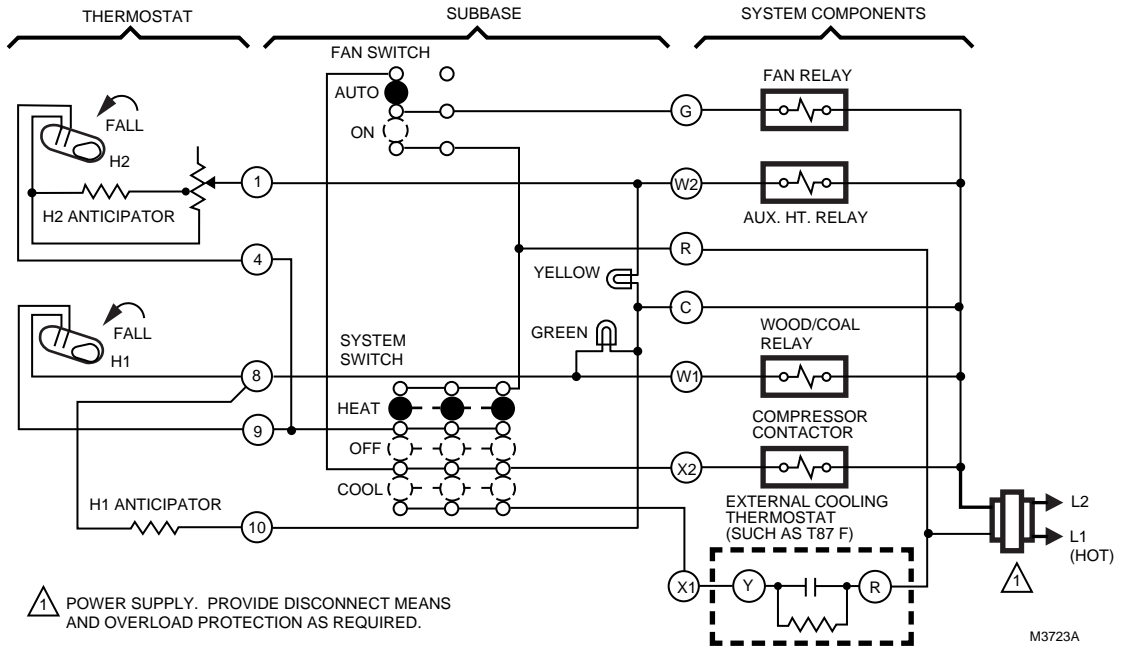 THERMOSTAT
SUBBASE
SYSTEM COMPONENTS
FAN SWITCH
AUTO
ON
FAN RELAY
G
FALL
H2
H2 ANTICIPATOR
1
W2
AUX. HT. RELAY
4
R
YELLOW
C
FALL
H1
GREEN
SYSTEM
SWITCH
WOOD/COAL
RELAY
8
W1
HEAT
9
OFF
COMPRESSOR
CONTACTOR
X2
COOL
H1 ANTICIPATOR
10
EXTERNAL COOLING
THERMOSTAT
(SUCH AS T87 F)
L2
L1
(HOT)
1
X1
Y
R
1 POWER SUPPLY. PROVIDE DISCONNECT MEANS
AND OVERLOAD PROTECTION AS REQUIRED.
M3723A